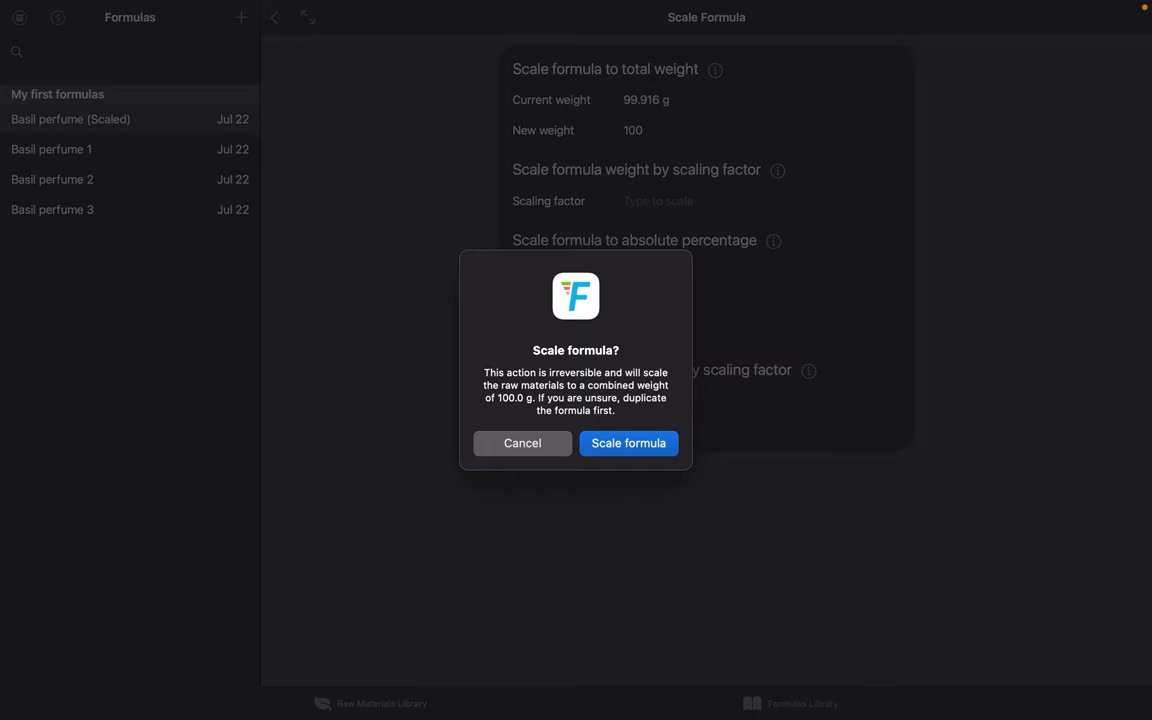 Formulas
Scale Formula
My first formulas
Basil perfume (Scaled) Jul 22
Basil perfume 1 Jul 22
Basil perfume 2 Jul 22
Basil perfume 3 Jul 22
Scale formula to total weight
Current weight 99.916 g
New weight 100
Scale formula weight by scaling factor
Scaling factor Type to scale
Scale formula to absolute percentage
y scaling factor
F
Scale formula?
This action is irreversible and will scale
the raw materials to a combined weight
of 100.0 g. If you are unsure, duplicate
the formula first.
Cancel Scale formula
Raw Materials Library
Formulas Library